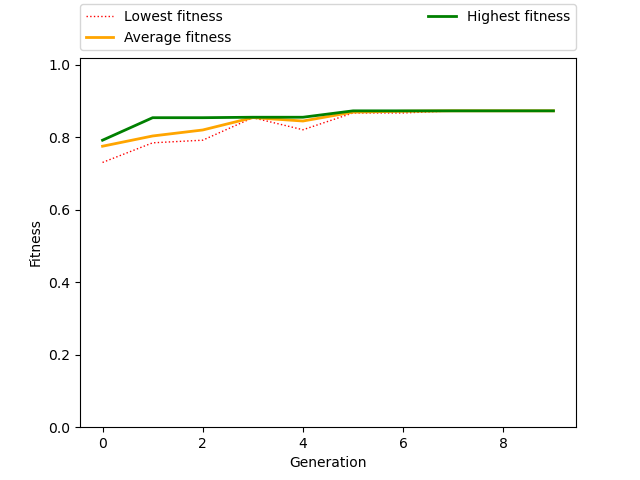 Lowest fitness
Average fitness
Highest fitness
1.0
0.8
0.6
0.4
0.2
0.0
Fitness
0 2 4 6 8
Generation